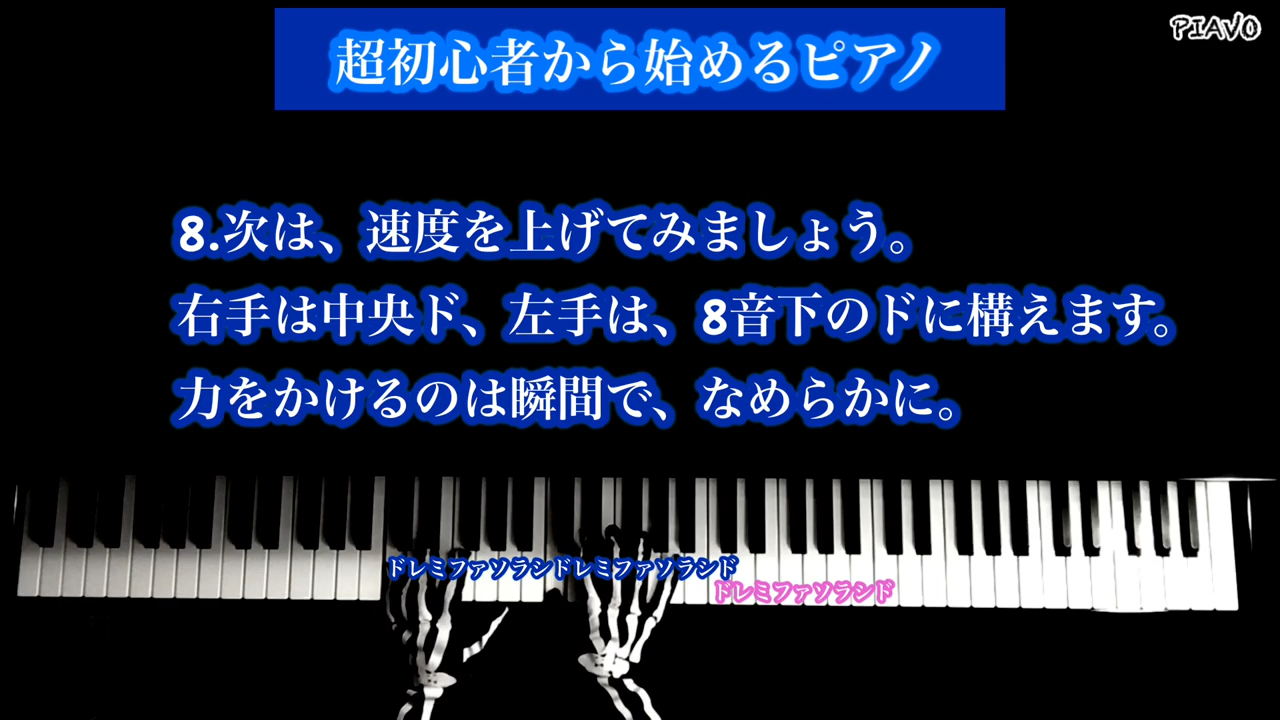 PIAVO
超初心者から始めるピアノ
8.次は、速度を上げてみましょう。
右手は中央ド、左手は、8音下のドに構えます。
力をかけるのは瞬間で、なめらかに。
ドレミファソラシドレミファソラシド
ドレミファソラシド